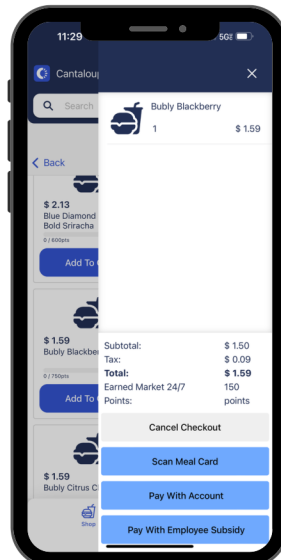 11:29
5GE
Cantaloup
Search
Back
Bubly Blackberry
1 $ 1.59
$ 2.13
Blue Diamond
Bold Sriracha
0 / 600pts
Add To
$ 1.59
Bubly Blackbe
0 / 750pts
Add To
$ 1.59
Bubly Citrus C
Shop
Subtotal: $ 1.50
Tax: $ 0.09
Total: $ 1.59
Earned Market 24/7 150
Points: points
Cancel Checkout
Scan Meal Card
Pay With Account
Pay With Employee Subsidy